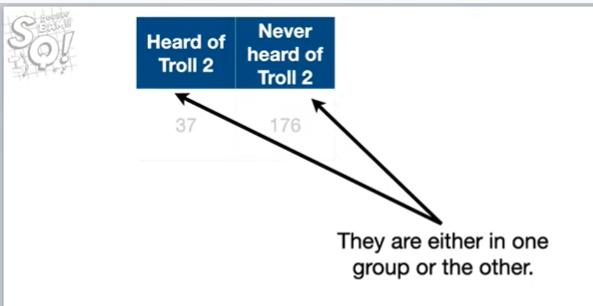 SQ!
Heard of
Troll 2
Never
heard of
Troll 2
37
176
They are either in one
group or the other.